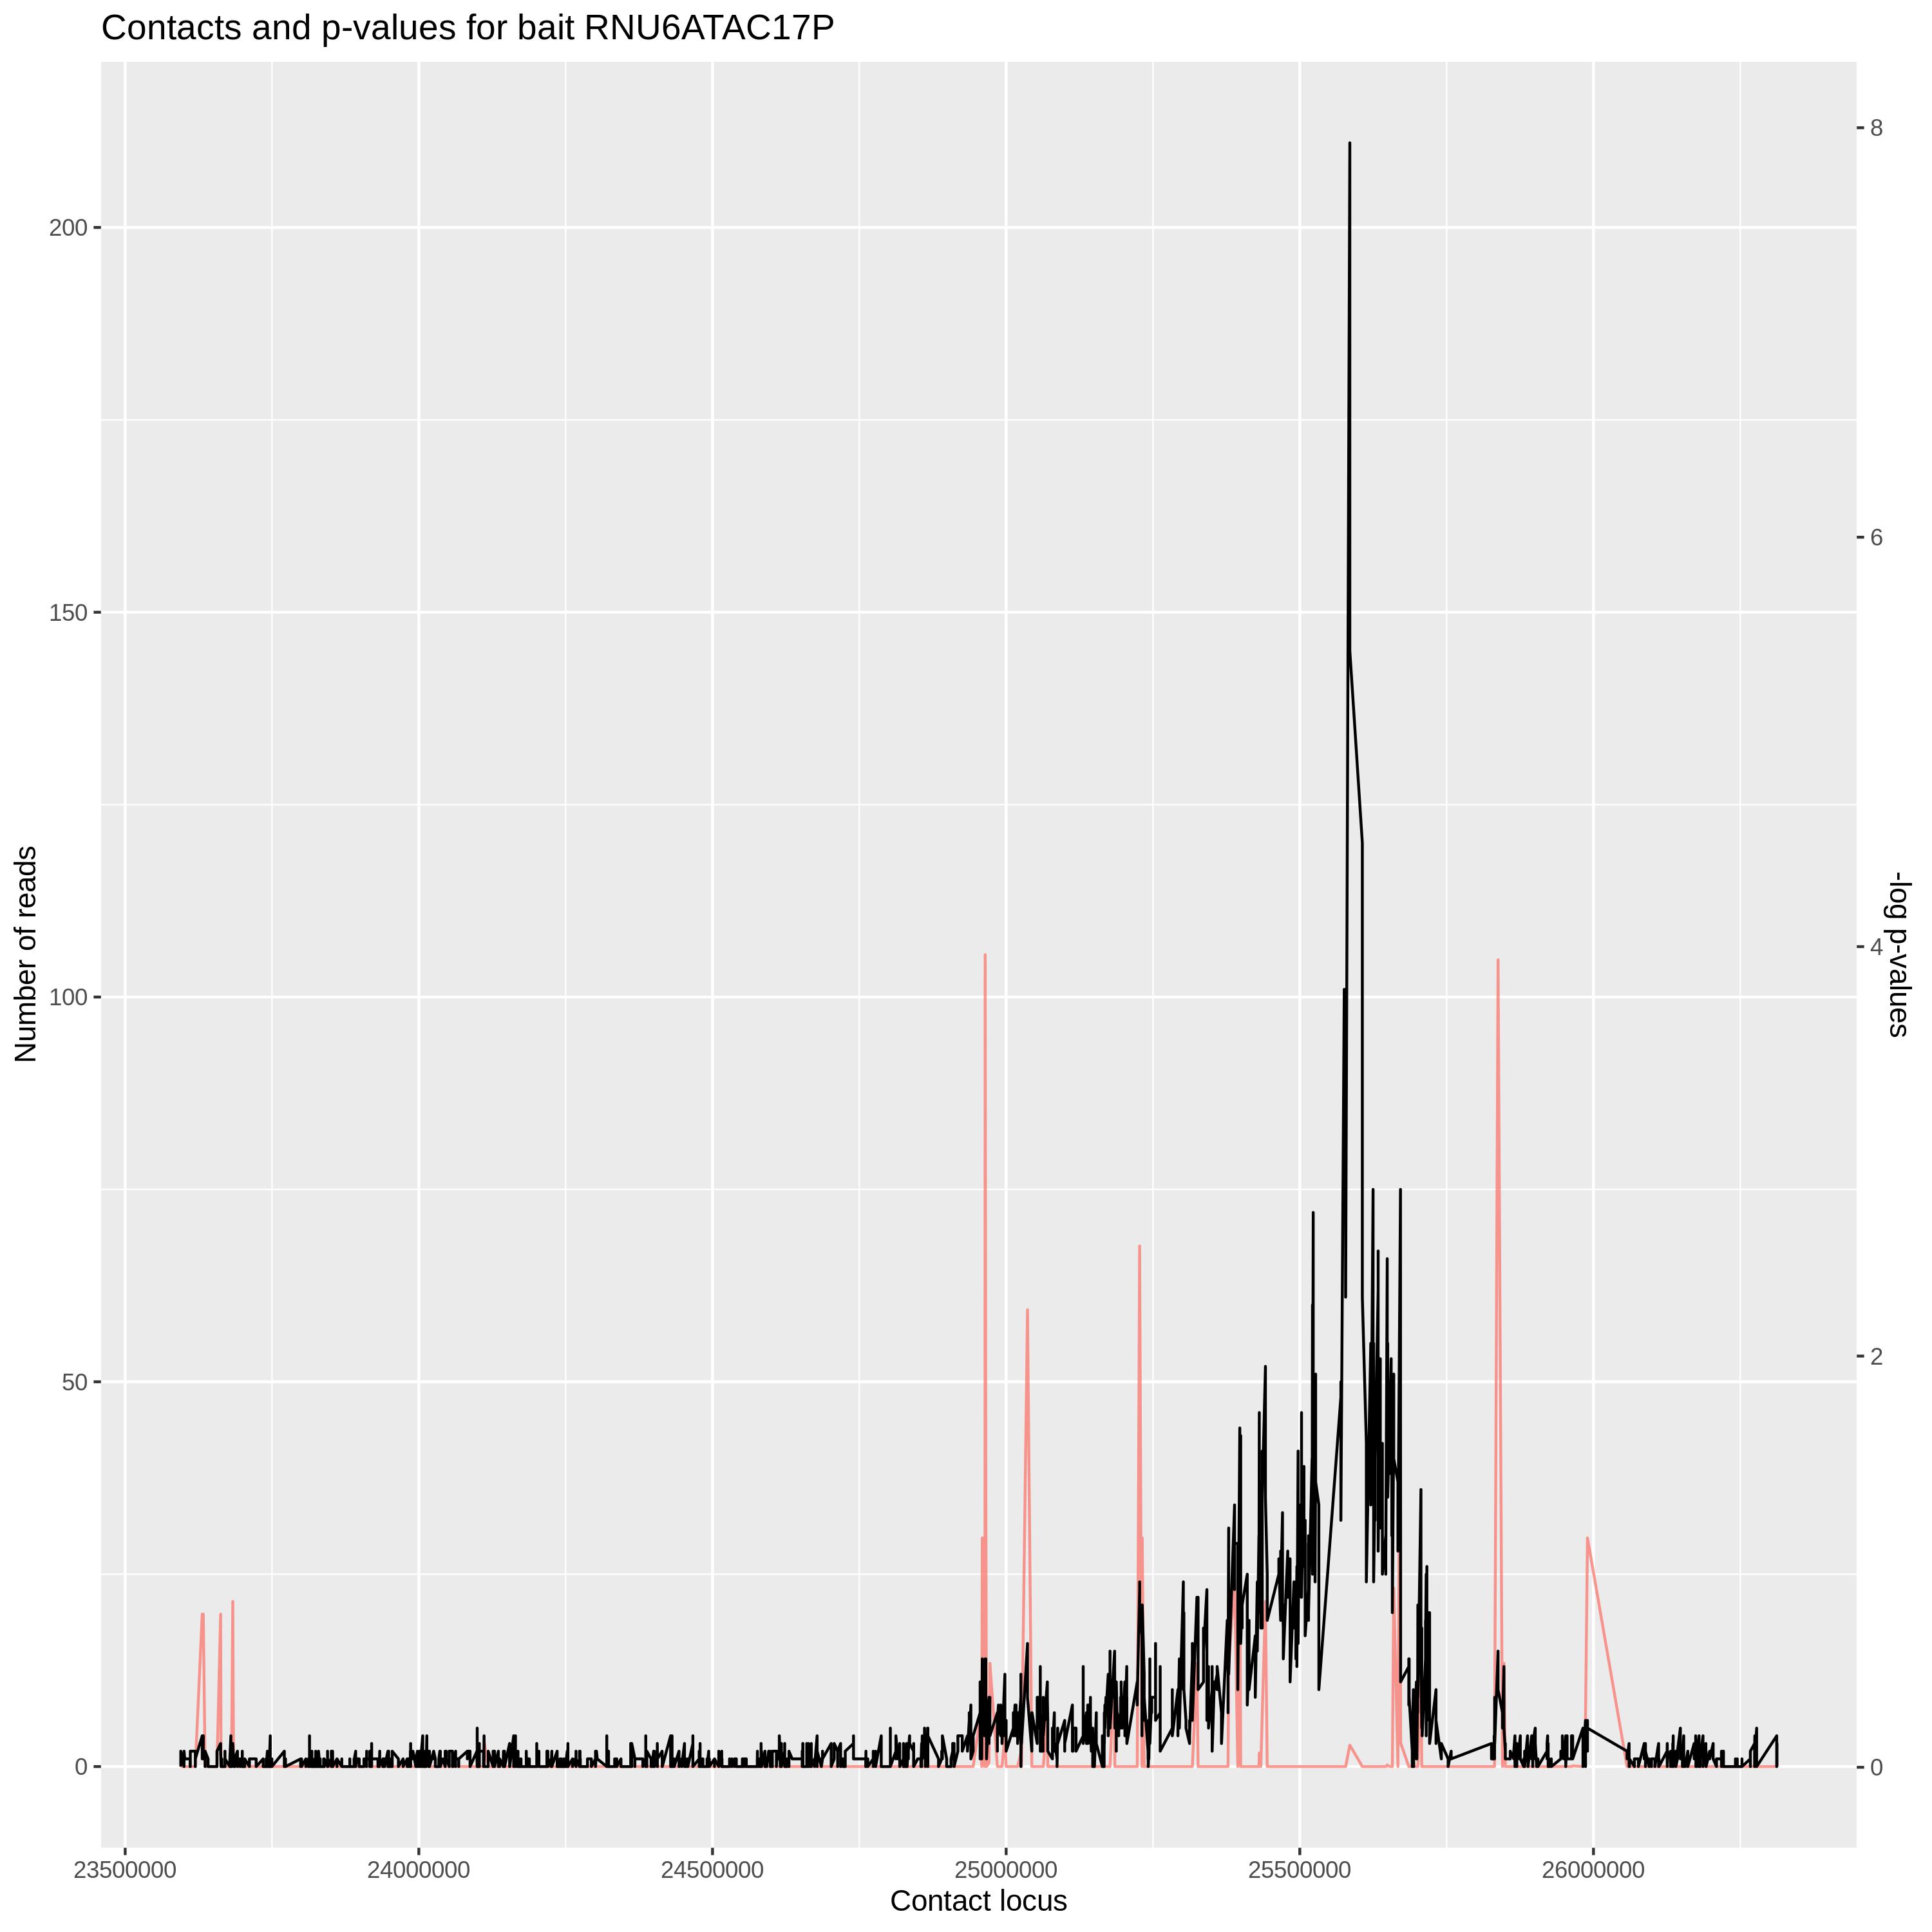 Contacts and p-values for bait RNU6ATAC17P
8
200
6
150
Number of reads
-log p-values
4
100
2
50
0
0
23500000 24000000 24500000 25000000 25500000 26000000
Contact locus